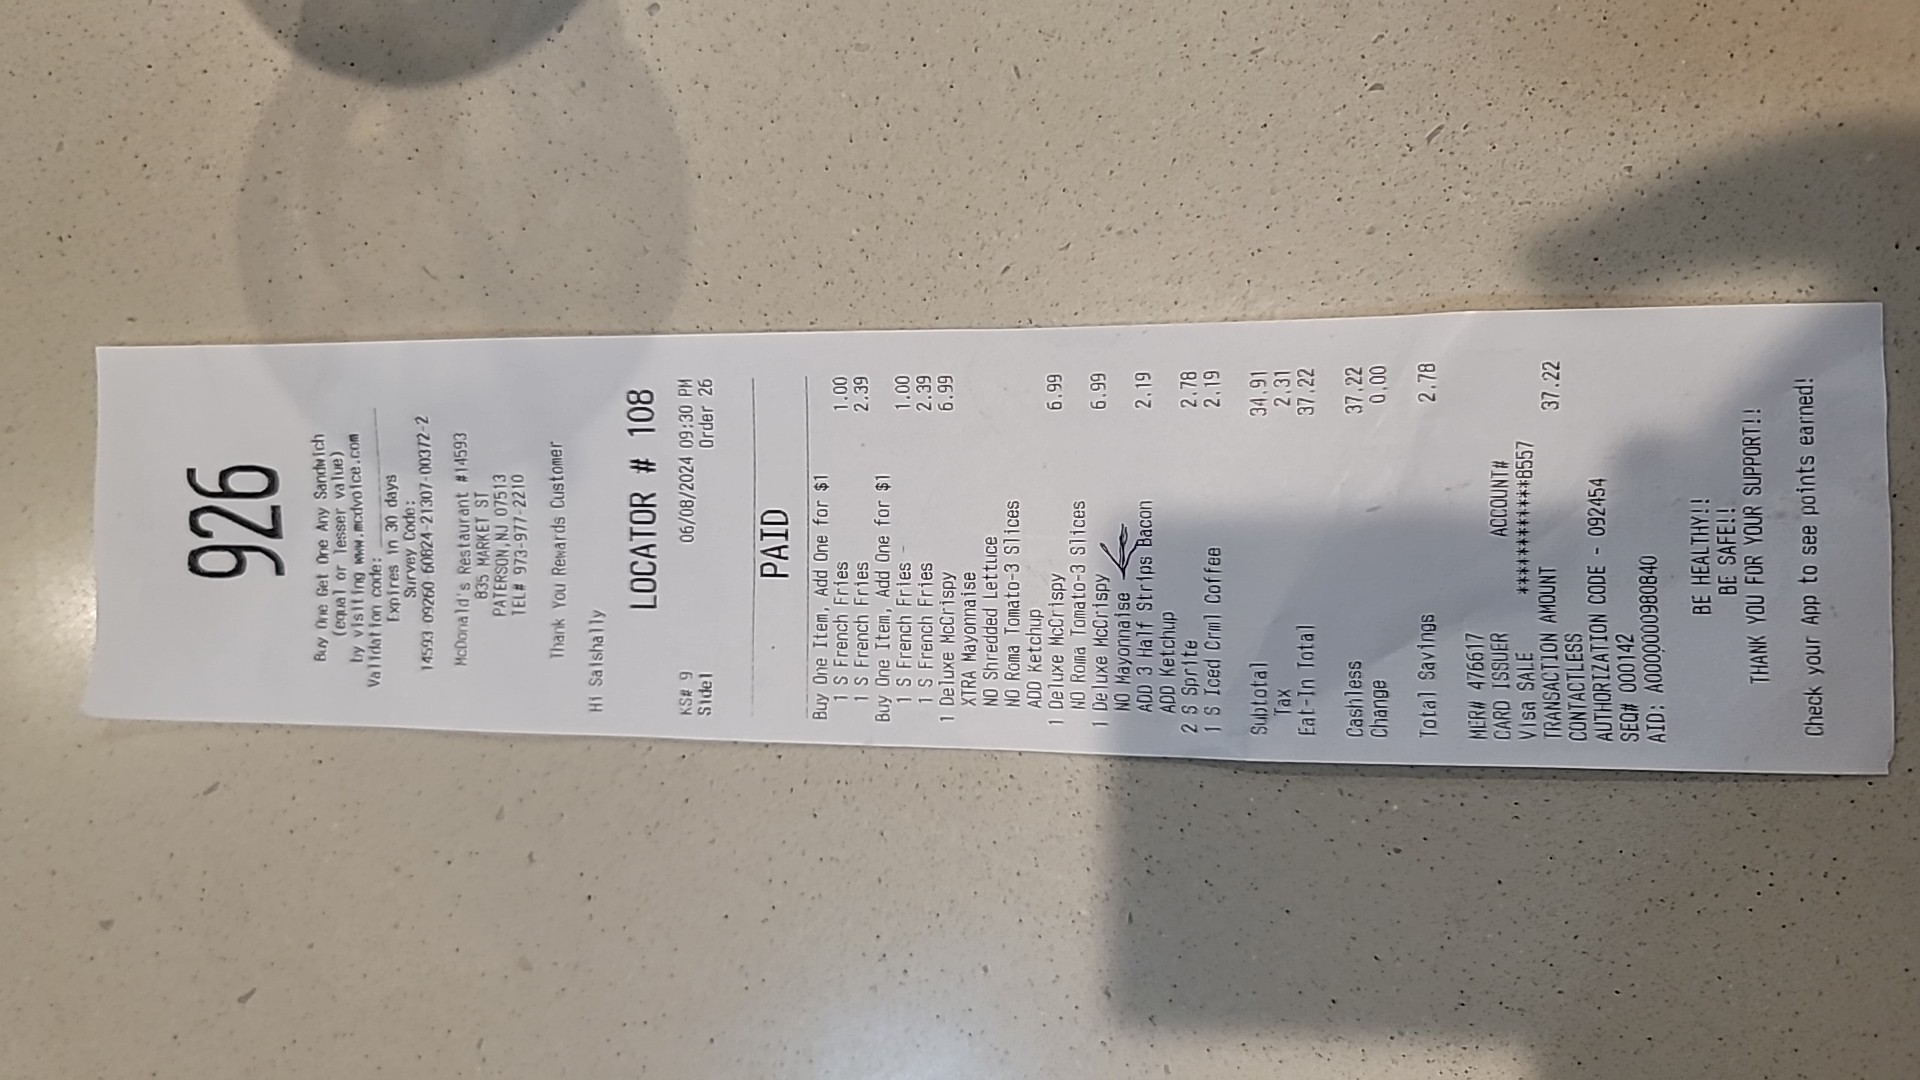 926
Buy One Get One Any Sandwich
(equal or lesser value)
by visiting www.mcdvoice.com
Validation code:
Expires in 30 days
Survey Code:
14593-09260-60824-21307-00372-2
McDonald's Restaurant #14593
835 MARKET ST
PATERSON,NJ 07513
TEL# 973-977-2210
Thank You Rewards Customer
Hi Saishally
LOCATOR # 108
KS# 9 06/08/2024 09:30 PM
Side1 Order 26
PAID
Buy One Item, Add One for $1
1 S French Fries 1.00
1 S French Fries 2.39
Buy One Item, Add One for $1
1 S French Fries 1.00
1 S French Fries 2.39
1 Deluxe McCrispy 6.99
XTRA Mayonnaise
NO Shredded Lettuce
NO Roma Tomato-3 Slices
ADD Ketchup
1 Deluxe McCrispy 6.99
NO Roma Tomato-3 Slices
1 Deluxe McCrispy 6.99
NO Mayonnaise
ADD 3 Half Strips Bacon 2.19
ADD Ketchup
2 S Sprite 2.78
1 S Iced Crml Coffee 2.19
Subtotal 34.91
Tax 2.31
Eat-In Total 37.22
Cashless 37.22
Change 0.00
Total Savings 2.78
MER# 476617
CARD ISSUER ACCOUNT#
Visa SALE ************8557
TRANSACTION AMOUNT 37.22
CONTACTLESS
AUTHORIZATION CODE - 092454
SEQ# 000142
AID: A0000000980840
BE HEALTHY!!
BE SAFE!!
THANK YOU FOR YOUR SUPPORT!!
Check your App to see points earned!